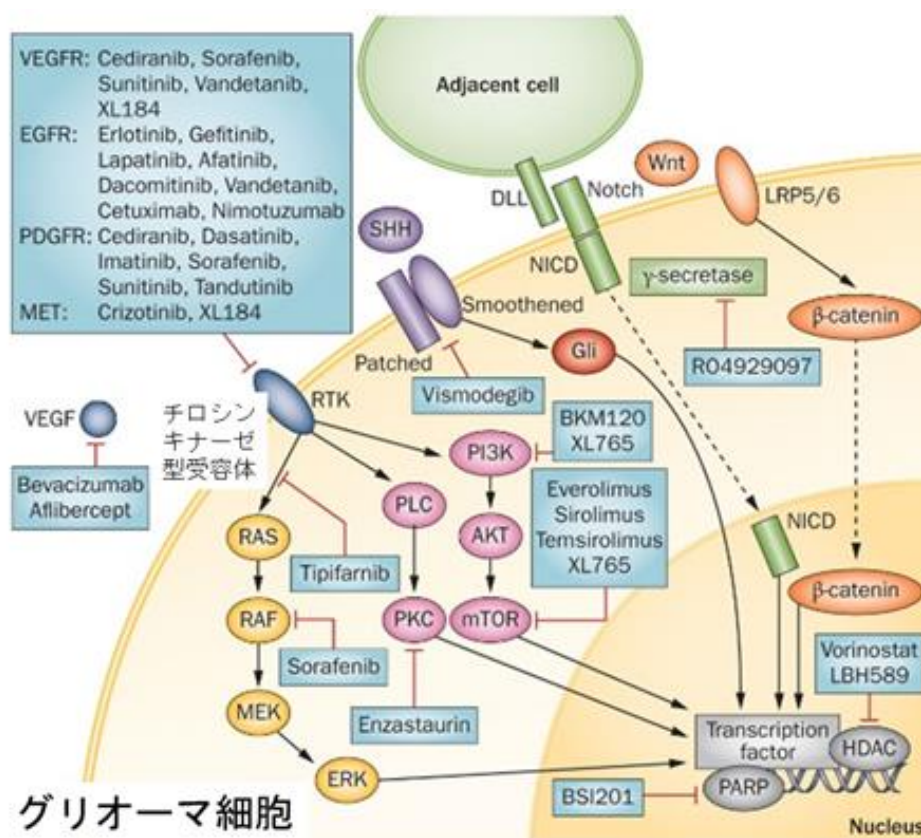 VEGFR: Cediranib, Sorafenib,
Sunitinib, Vandetanib,
XL184
EGFR: Erlotinib, Gefitinib,
Lapatinib, Afatinib,
Dacomitinib, Vandetanib,
Cetuximab, Nimotuzumab
PDGFR: Cediranib, Dasatinib,
Imatinib, Sorafenib,
Sunitinib, Tandutinib
MET: Crizotinib, XL184
Adjacent cell
DLL
Notch
NICD
Wnt
LRP5/6
SHH
Smoothened
Patched
γ-secretase
β-catenin
RO4929097
Gli
Vismodegib
RTK
チロシン
キナーゼ
型受容体
VEGF
Bevacizumab
Aflibercept
PI3K
BKM120
XL765
PLC
AKT
Everolimus
Sirolimus
Temsirolimus
XL765
RAS
Tipifarnib
NICD
β-catenin
RAF
PKC
mTOR
Sorafenib
Vorinostat
LBH589
MEK
Enzastaurin
Transcription
factor
HDAC
ERK
BSI201
PARP
グリオーマ細胞
Nucleus